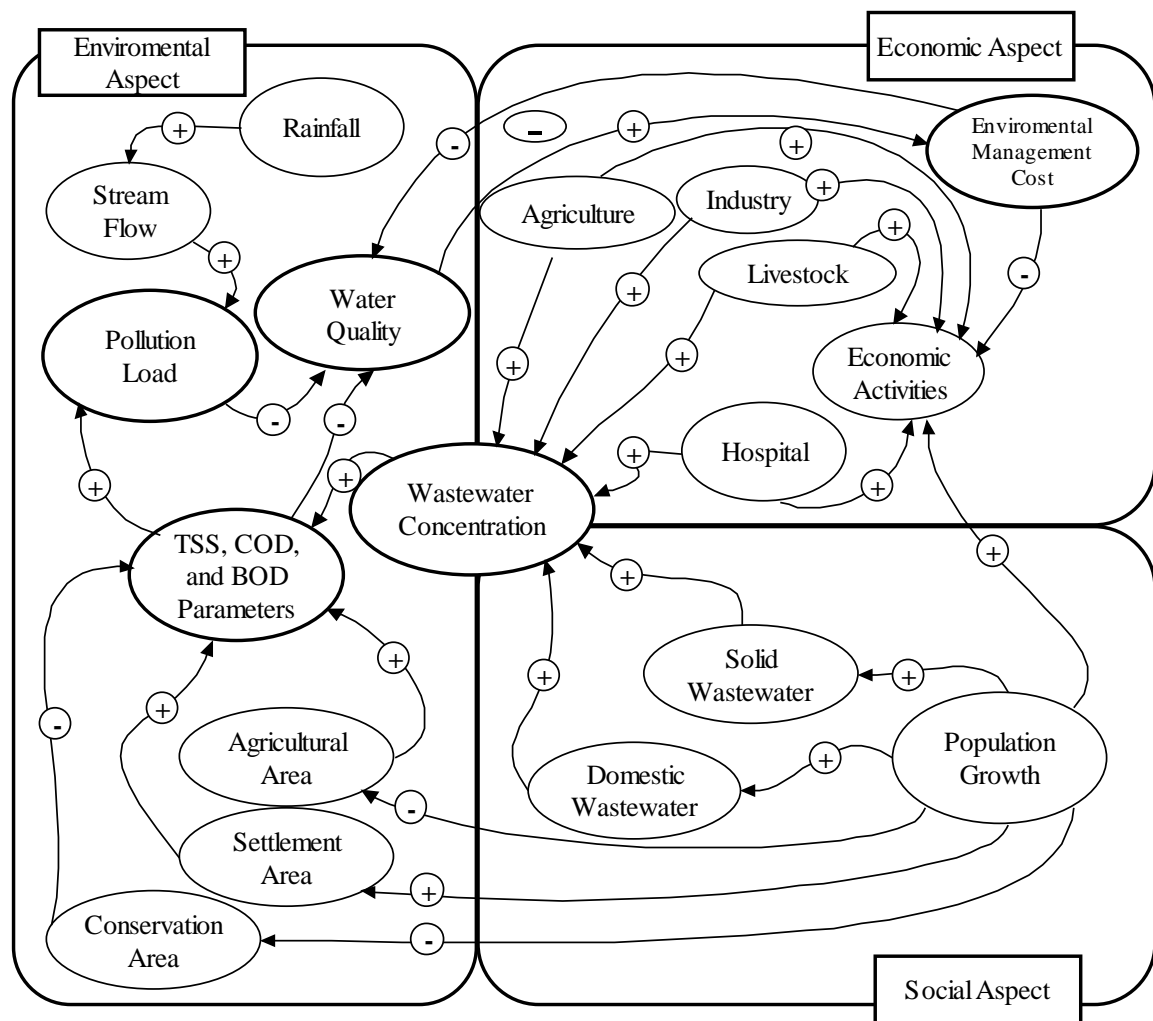 Enviromental
Aspect
Economic Aspect
Rainfall
+
-
–
+
+
Enviromental
Management
Cost
Stream
Flow
Agriculture
Industry
+
+
+
Livestock
-
+
Water
Quality
+
Pollution
Load
+
+
Economic
Activities
-
-
+
Hospital
+
+
+
+
Wastewater
Concentration
TSS, COD,
and BOD
Parameters
+
+
-
+
Solid
Wastewater
+
+
+
-
Agricultural
Area
Population
Growth
Domestic
Wastewater
+
-
Settlement
Area
+
Conservation
Area
-
Social Aspect